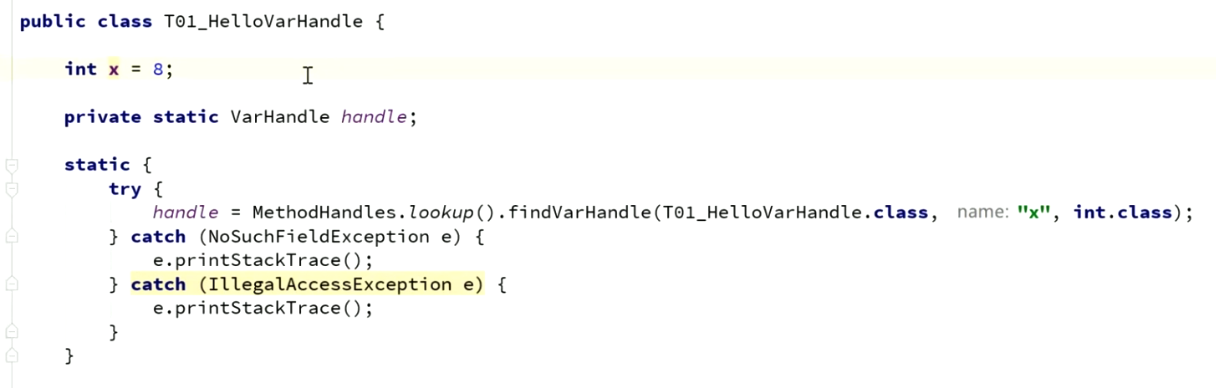 public class T01_HelloVarHandle {
int x = 8;
private static VarHandle handle;
static {
try {
handle = MethodHandles.lookup().findVarHandle(T01_HelloVarHandle.class, name: "x", int.class);
} catch (NoSuchFieldException e) {
e.printStackTrace();
} catch (IllegalAccessException e) {
e.printStackTrace();
}
}